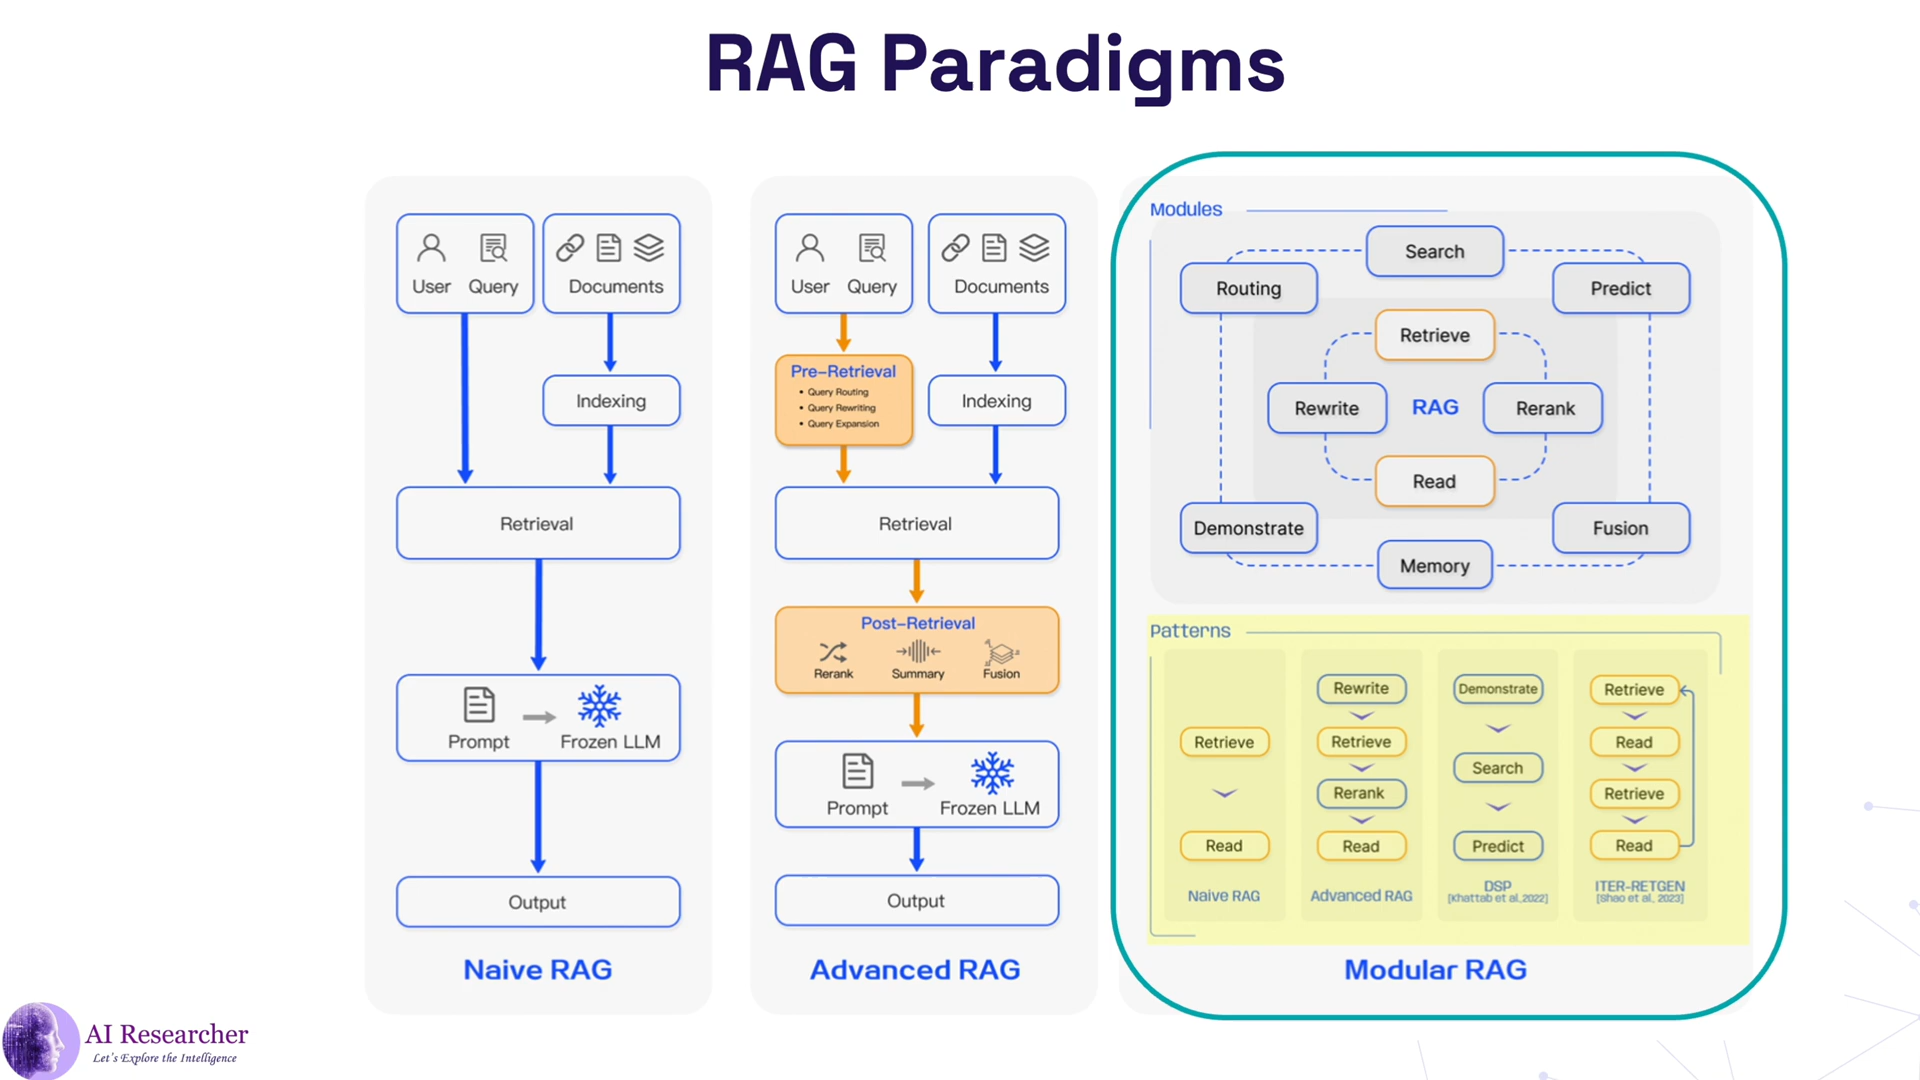 RAG Paradigms
User Query
Documents
Indexing
Retrieval
Prompt
Frozen LLM
Output
Naive RAG
User Query
Documents
Pre-Retrieval
• Query Routing
• Query Rewriting
• Query Expansion
Indexing
Retrieval
Post-Retrieval
Rerank
Summary
Fusion
Prompt
Frozen LLM
Output
Advanced RAG
Modules
Search
Routing
Predict
Retrieve
Rewrite
RAG
Rerank
Read
Demonstrate
Fusion
Memory
Patterns
Retrieve
Read
Naive RAG
Rewrite
Retrieve
Rerank
Read
Advanced RAG
Demonstrate
Search
Predict
DSP
[Khattab et al.,2022]
Retrieve
Read
Retrieve
Read
ITER-RETGEN
[Shao et al., 2023]
Modular RAG
AI Researcher
Let's Explore the Intelligence